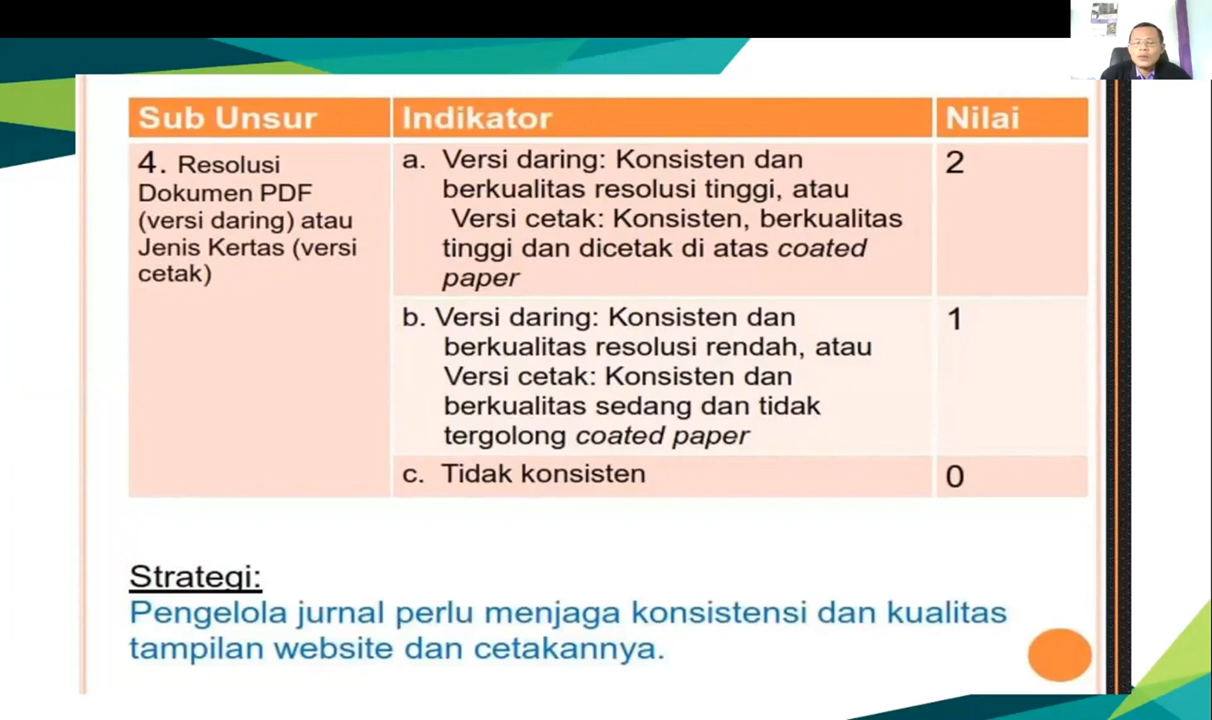 Sub Unsur
Indikator
Nilai
4. Resolusi
Dokumen PDF
(versi daring) atau
Jenis Kertas (versi
cetak)
a. Versi daring: Konsisten dan
berkualitas resolusi tinggi, atau
Versi cetak: Konsisten, berkualitas
tinggi dan dicetak di atas coated
paper
2
b. Versi daring: Konsisten dan
berkualitas resolusi rendah, atau
Versi cetak: Konsisten dan
berkualitas sedang dan tidak
tergolong coated paper
1
c. Tidak konsisten
0
Strategi:
Pengelola jurnal perlu menjaga konsistensi dan kualitas
tampilan website dan cetakannya.